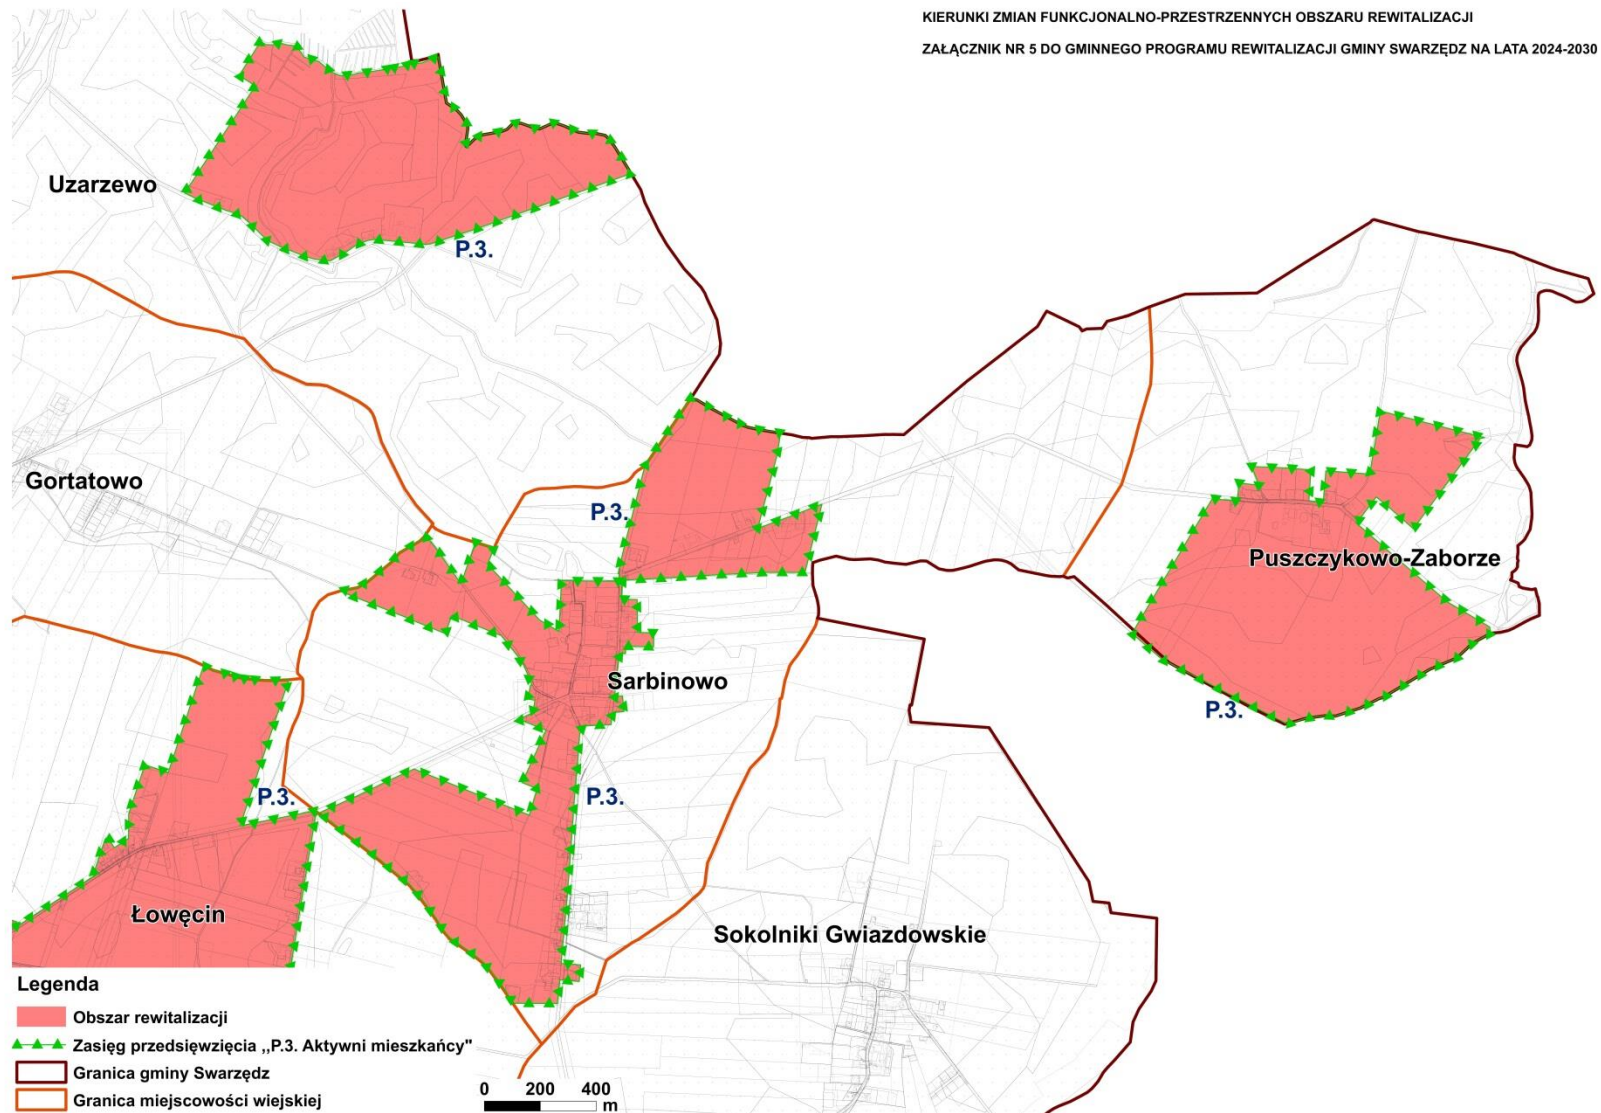 KIERUNKI ZMIAN FUNKCJONALNO-PRZESTRZENNYCH OBSZARU REWITALIZACJI
ZAŁĄCZNIK NR 5 DO GMINNEGO PROGRAMU REWITALIZACJI GMINY SWARZĘDZ NA LATA 2024-2030
Uzarzewo
P.3.
Gortatowo
P.3.
Puszczykowo-Zaborze
Sarbinowo
P.3.
P.3.
P.3.
Łowęcin
Sokolniki Gwiazdowskie
Legenda
Obszar rewitalizacji
Zasięg przedsięwzięcia ,,P.3. Aktywni mieszkańcy"
Granica gminy Swarzędz
Granica miejscowości wiejskiej
0 200 400
m